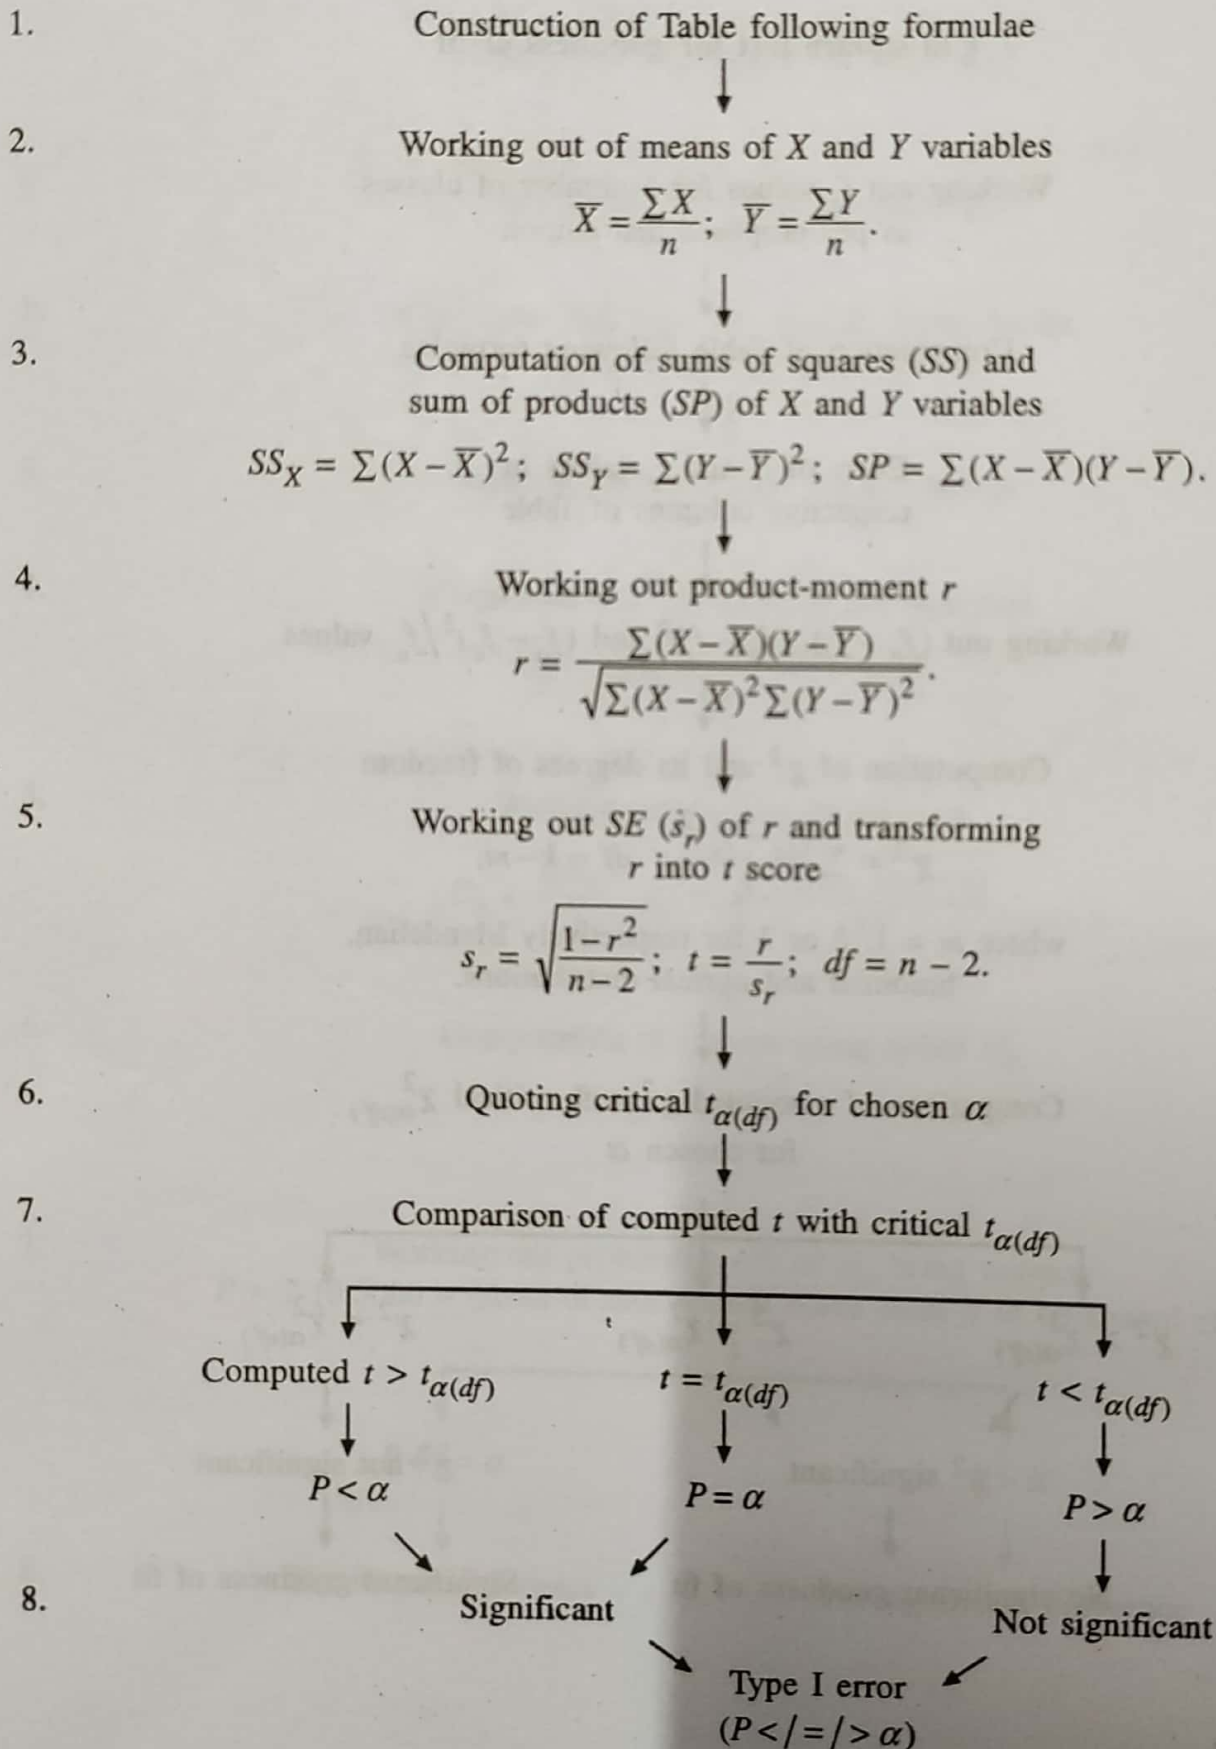 1. Construction of Table following formulae
2. Working out of means of X and Y variables
X̅ = ΣX/n; Y̅ = ΣY/n.
3. Computation of sums of squares (SS) and
sum of products (SP) of X and Y variables
SS_X = Σ(X – X̅)²; SS_Y = Σ(Y – Y̅)²; SP = Σ(X – X̅)(Y – Y̅).
4. Working out product-moment r
r = Σ(X – X̅)(Y – Y̅) / √Σ(X – X̅)² Σ(Y – Y̅)².
5. Working out SE (s_r) of r and transforming
r into t score
s_r = √(1 – r²)/(n – 2); t = r/s_r; df = n – 2.
6. Quoting critical t_α(df) for chosen α
7. Comparison of computed t with critical t_α(df)
Computed t > t_α(df) t = t_α(df) t < t_α(df)
P < α P = α P > α
8. Significant Not significant
Type I error
(P </=/> α)